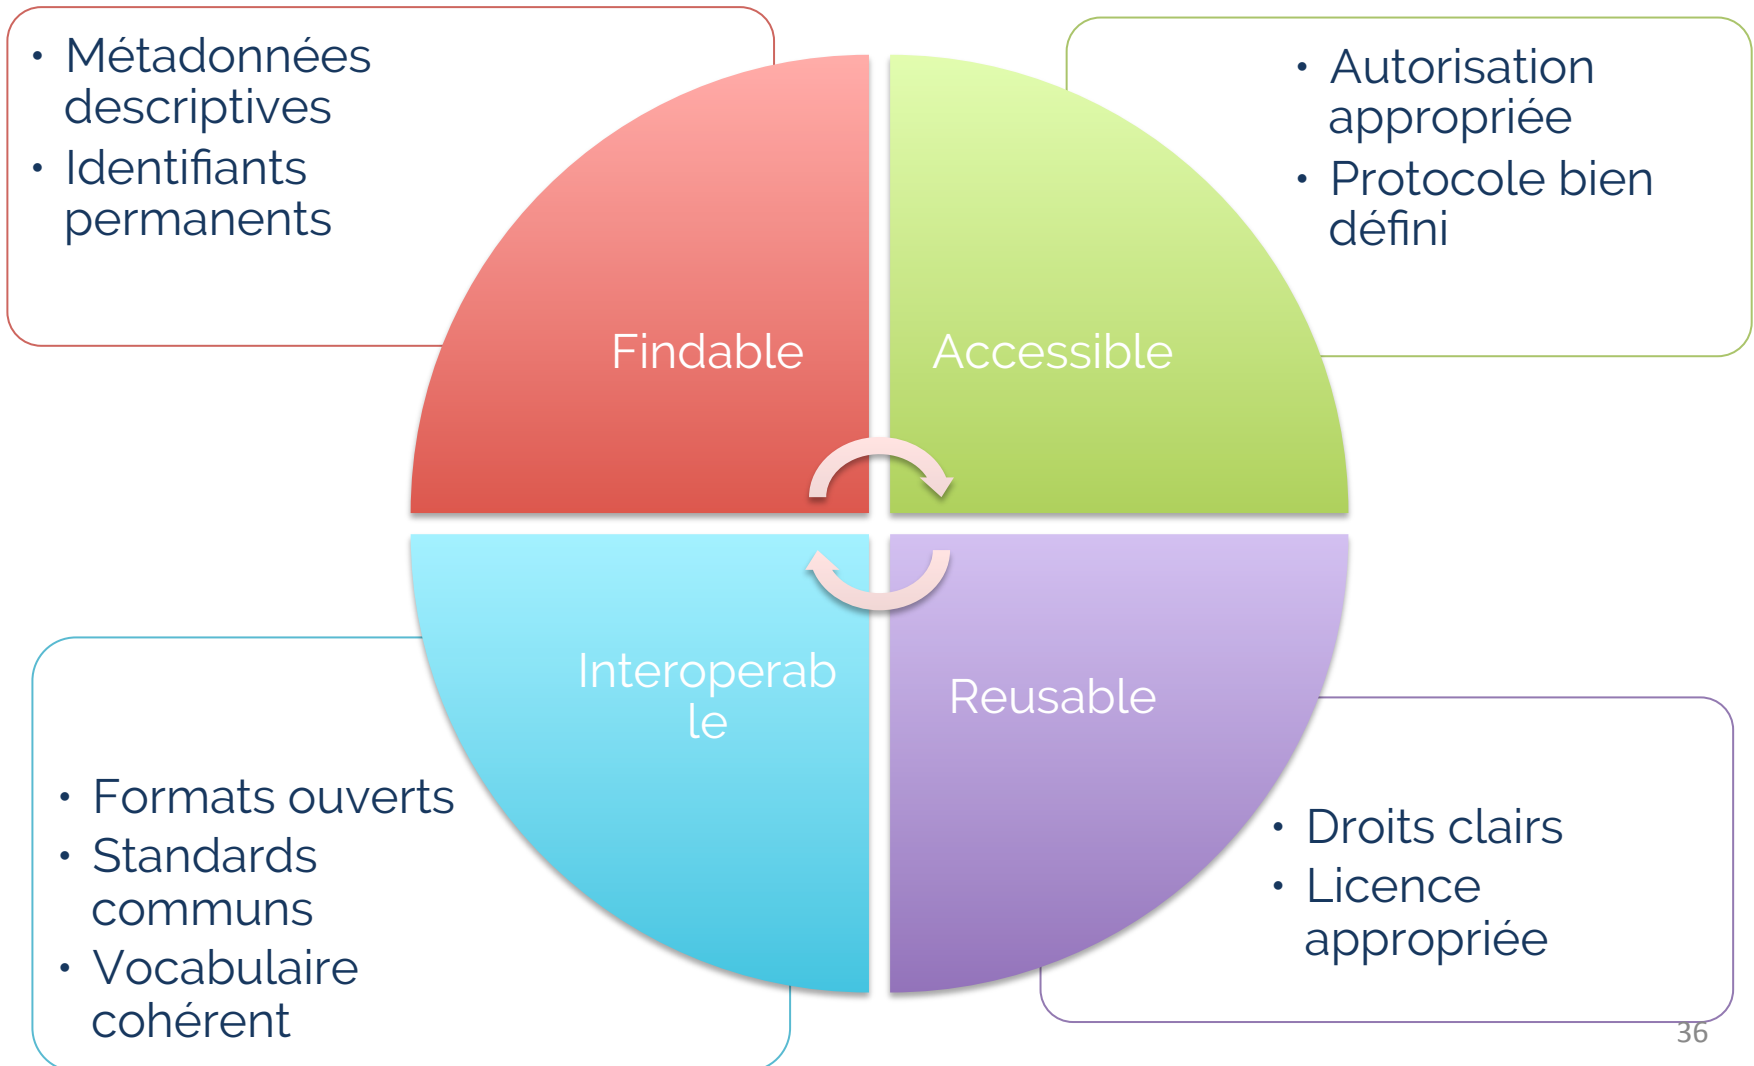 • Métadonnées
descriptives
• Identifiants
permanents
Findable
• Autorisation
appropriée
• Protocole bien
défini
Accessible
Interoperab
le
• Formats ouverts
• Standards
communs
• Vocabulaire
cohérent
Reusable
• Droits clairs
• Licence
appropriée
36